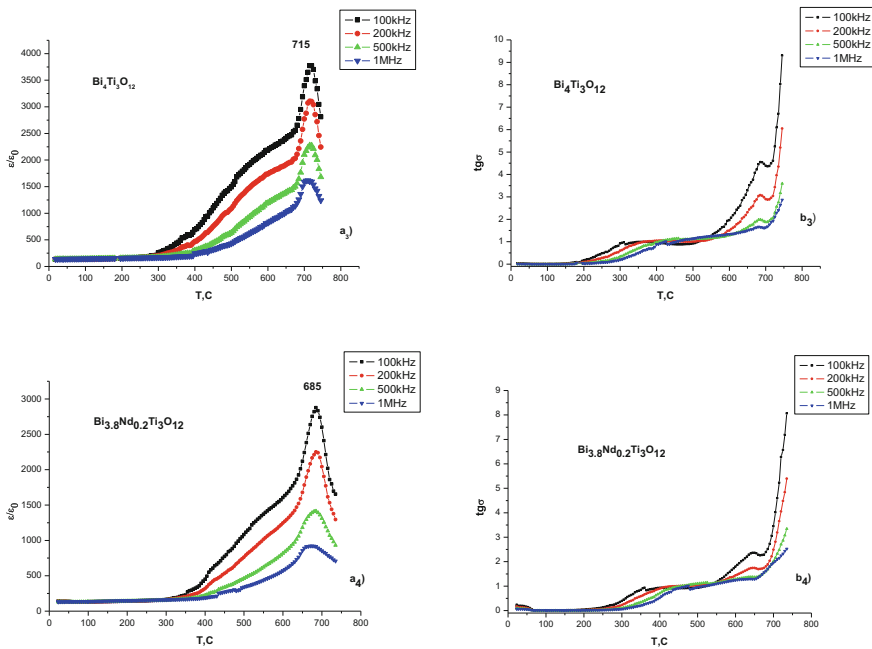 100kHz
200kHz
500kHz
1MHz
715
Bi4Ti3O12
4000
3500
3000
2500
2000
1500
1000
500
0
ε/ε0
0 100 200 300 400 500 600 700 800
T,C
a3)
100kHz
200kHz
500kHz
1MHz
Bi4Ti3O12
10
9
8
7
6
5
4
3
2
1
0
tgσ
0 100 200 300 400 500 600 700 800
T,C
b3)
100kHz
200kHz
500kHz
1MHz
685
Bi3.8Nd0.2Ti3O12
3000
2500
2000
1500
1000
500
0
ε/ε0
0 100 200 300 400 500 600 700 800
T,C
a4)
100kHz
200kHz
500kHz
1MHz
Bi3.8Nd0.2Ti3O12
9
8
7
6
5
4
3
2
1
0
tgσ
0 100 200 300 400 500 600 700 800
T,C
b4)